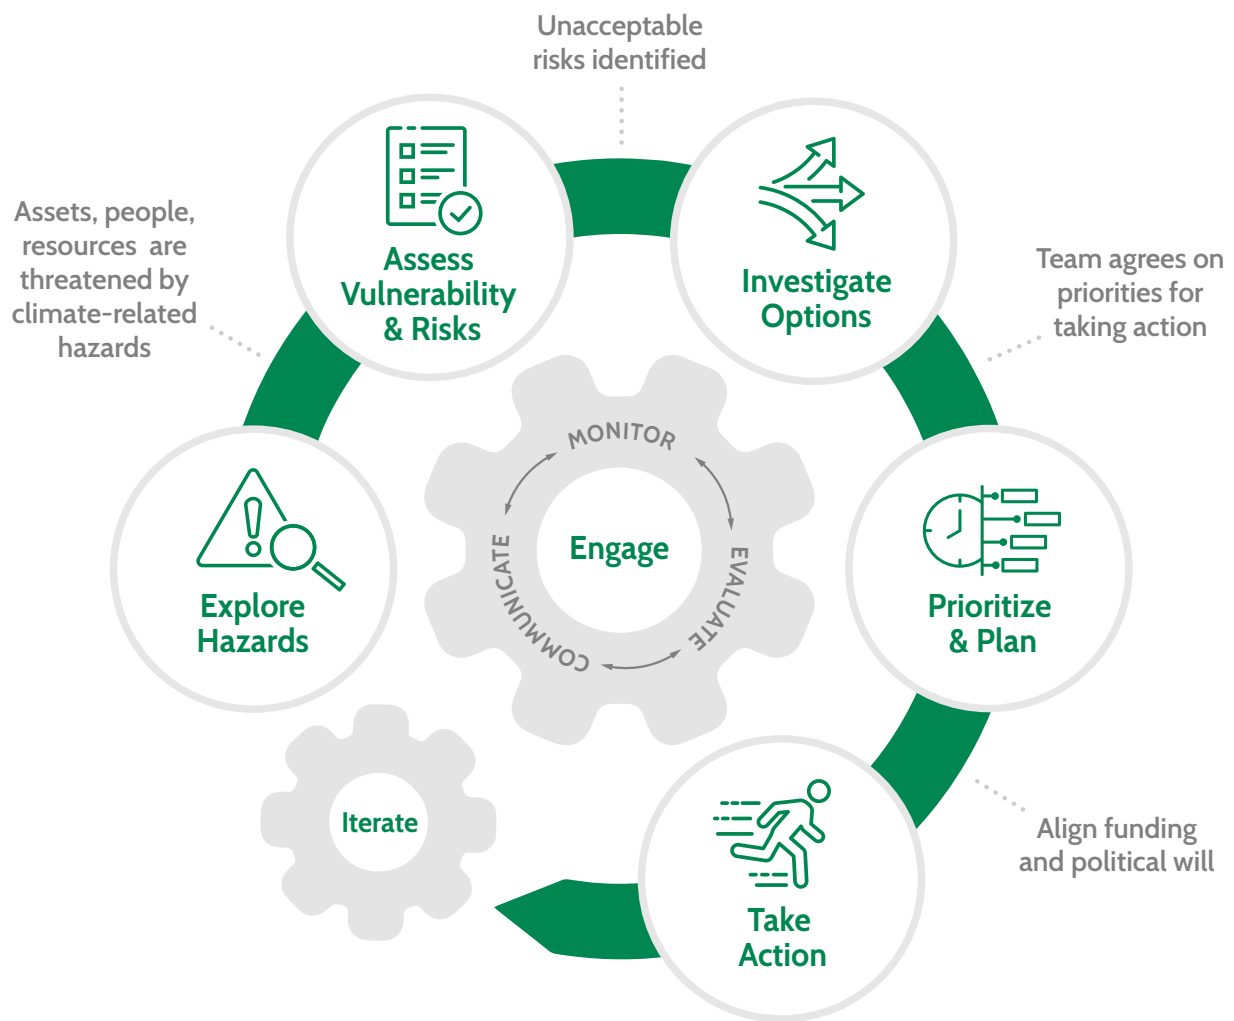 Unacceptable
risks identified
Assess
Vulnerability
& Risks
Investigate
Options
Assets, people,
resources are
threatened by
climate-related
hazards
Team agrees on
priorities for
taking action
MONITOR
EVALUATE
COMMUNICATE
Engage
Explore
Hazards
Prioritize
& Plan
Iterate
Align funding
and political will
Take
Action